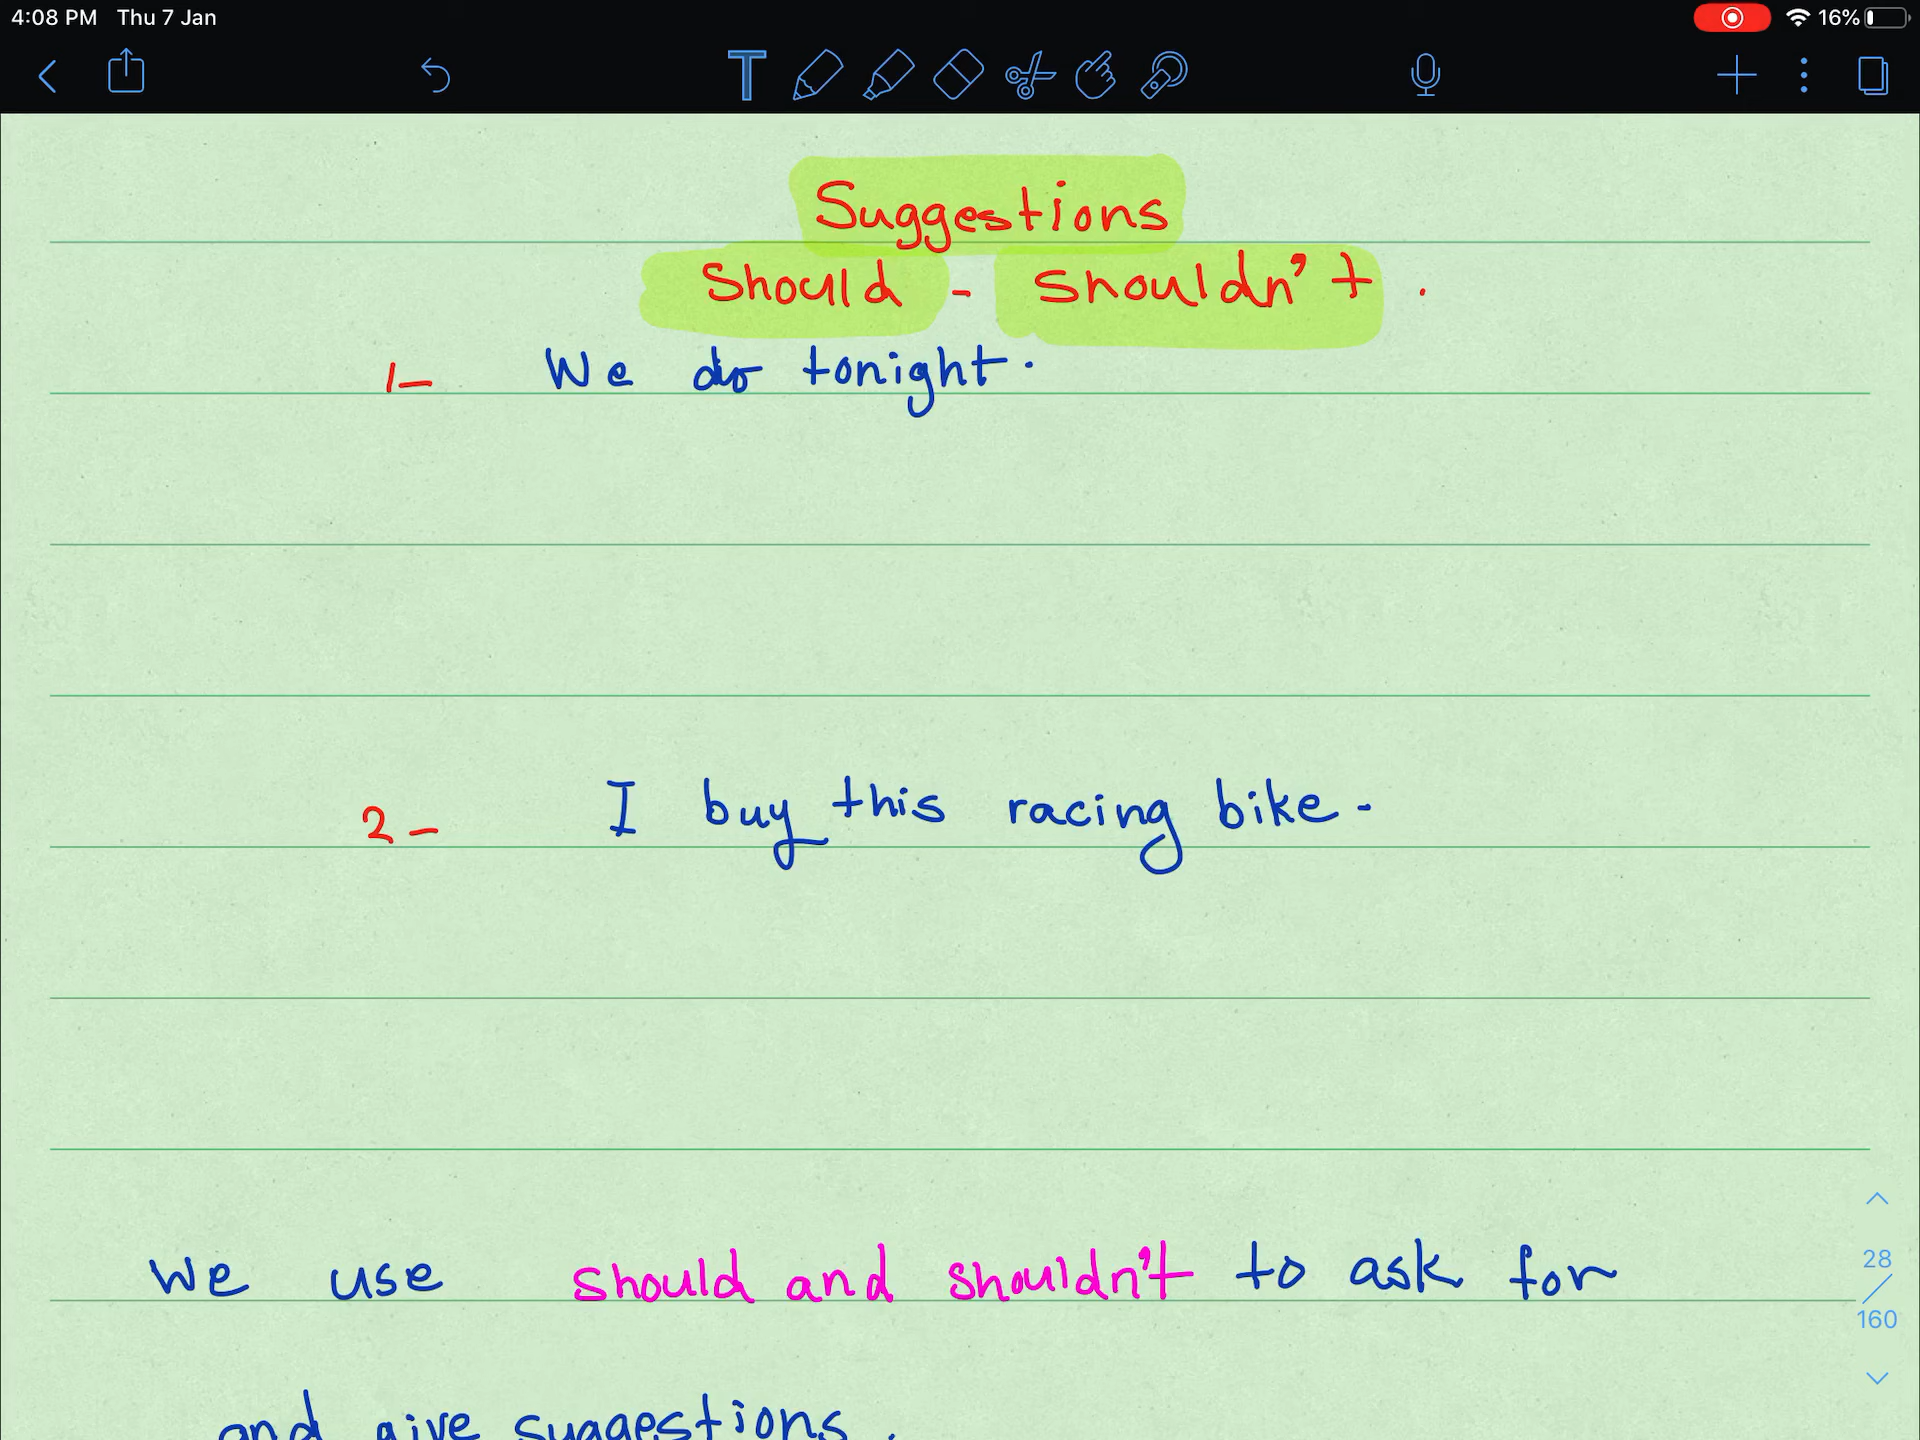 4:08 PM Thu 7 Jan
16%
T
Suggestions
Should - Shouldn't .
1- We do tonight.
2- I buy this racing bike.
We use should and shouldn't to ask for
28
160
and give suggestions.